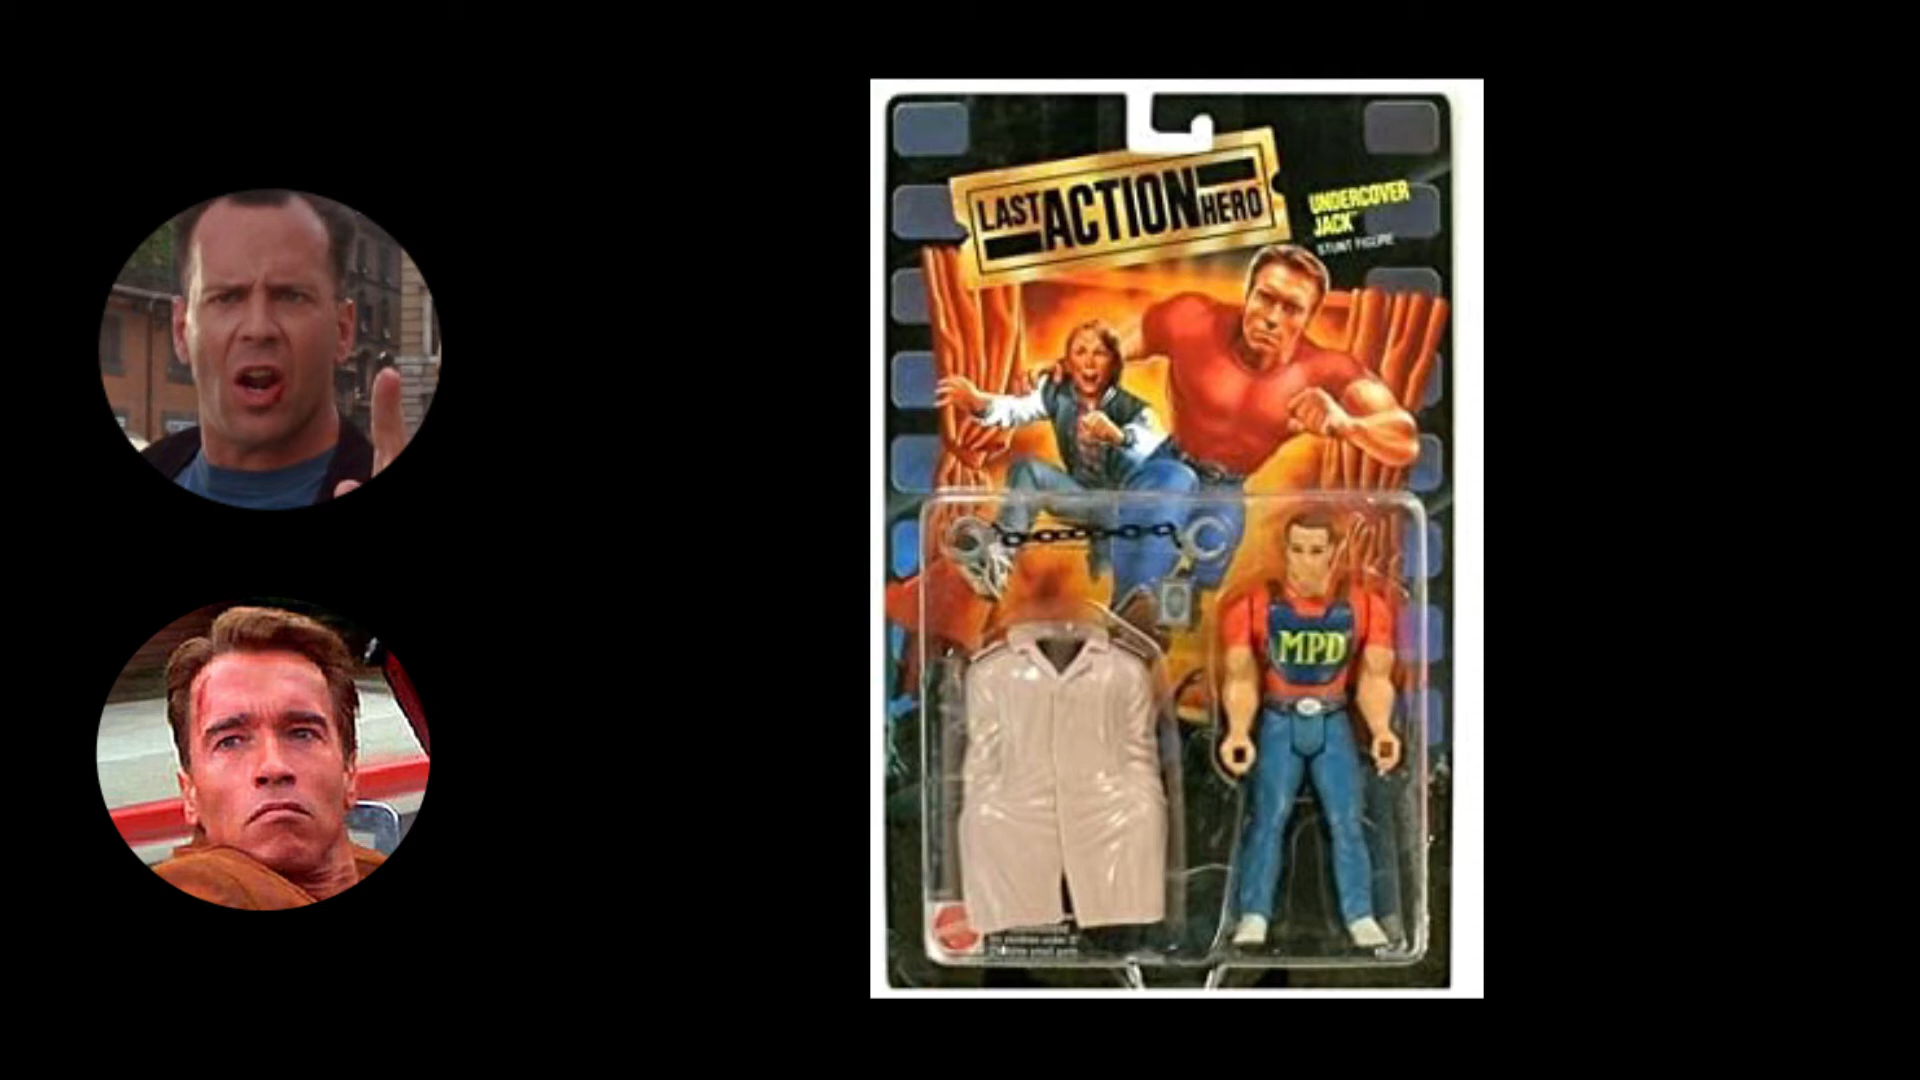 LAST ACTION HERO
UNDERCOVER
JACK
STUNT FIGURE
MPD